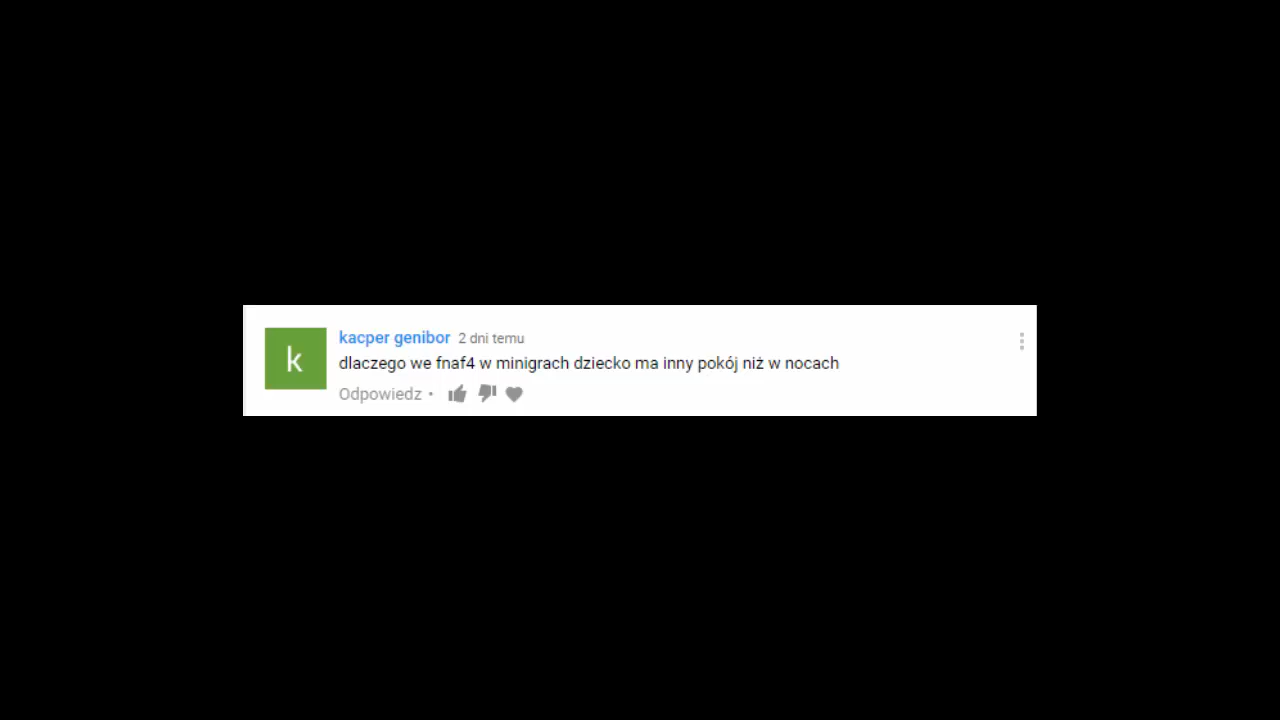 k
kacper genibor 2 dni temu
dlaczego we fnaf4 w minigrach dziecko ma inny pokój niż w nocach
Odpowiedz •